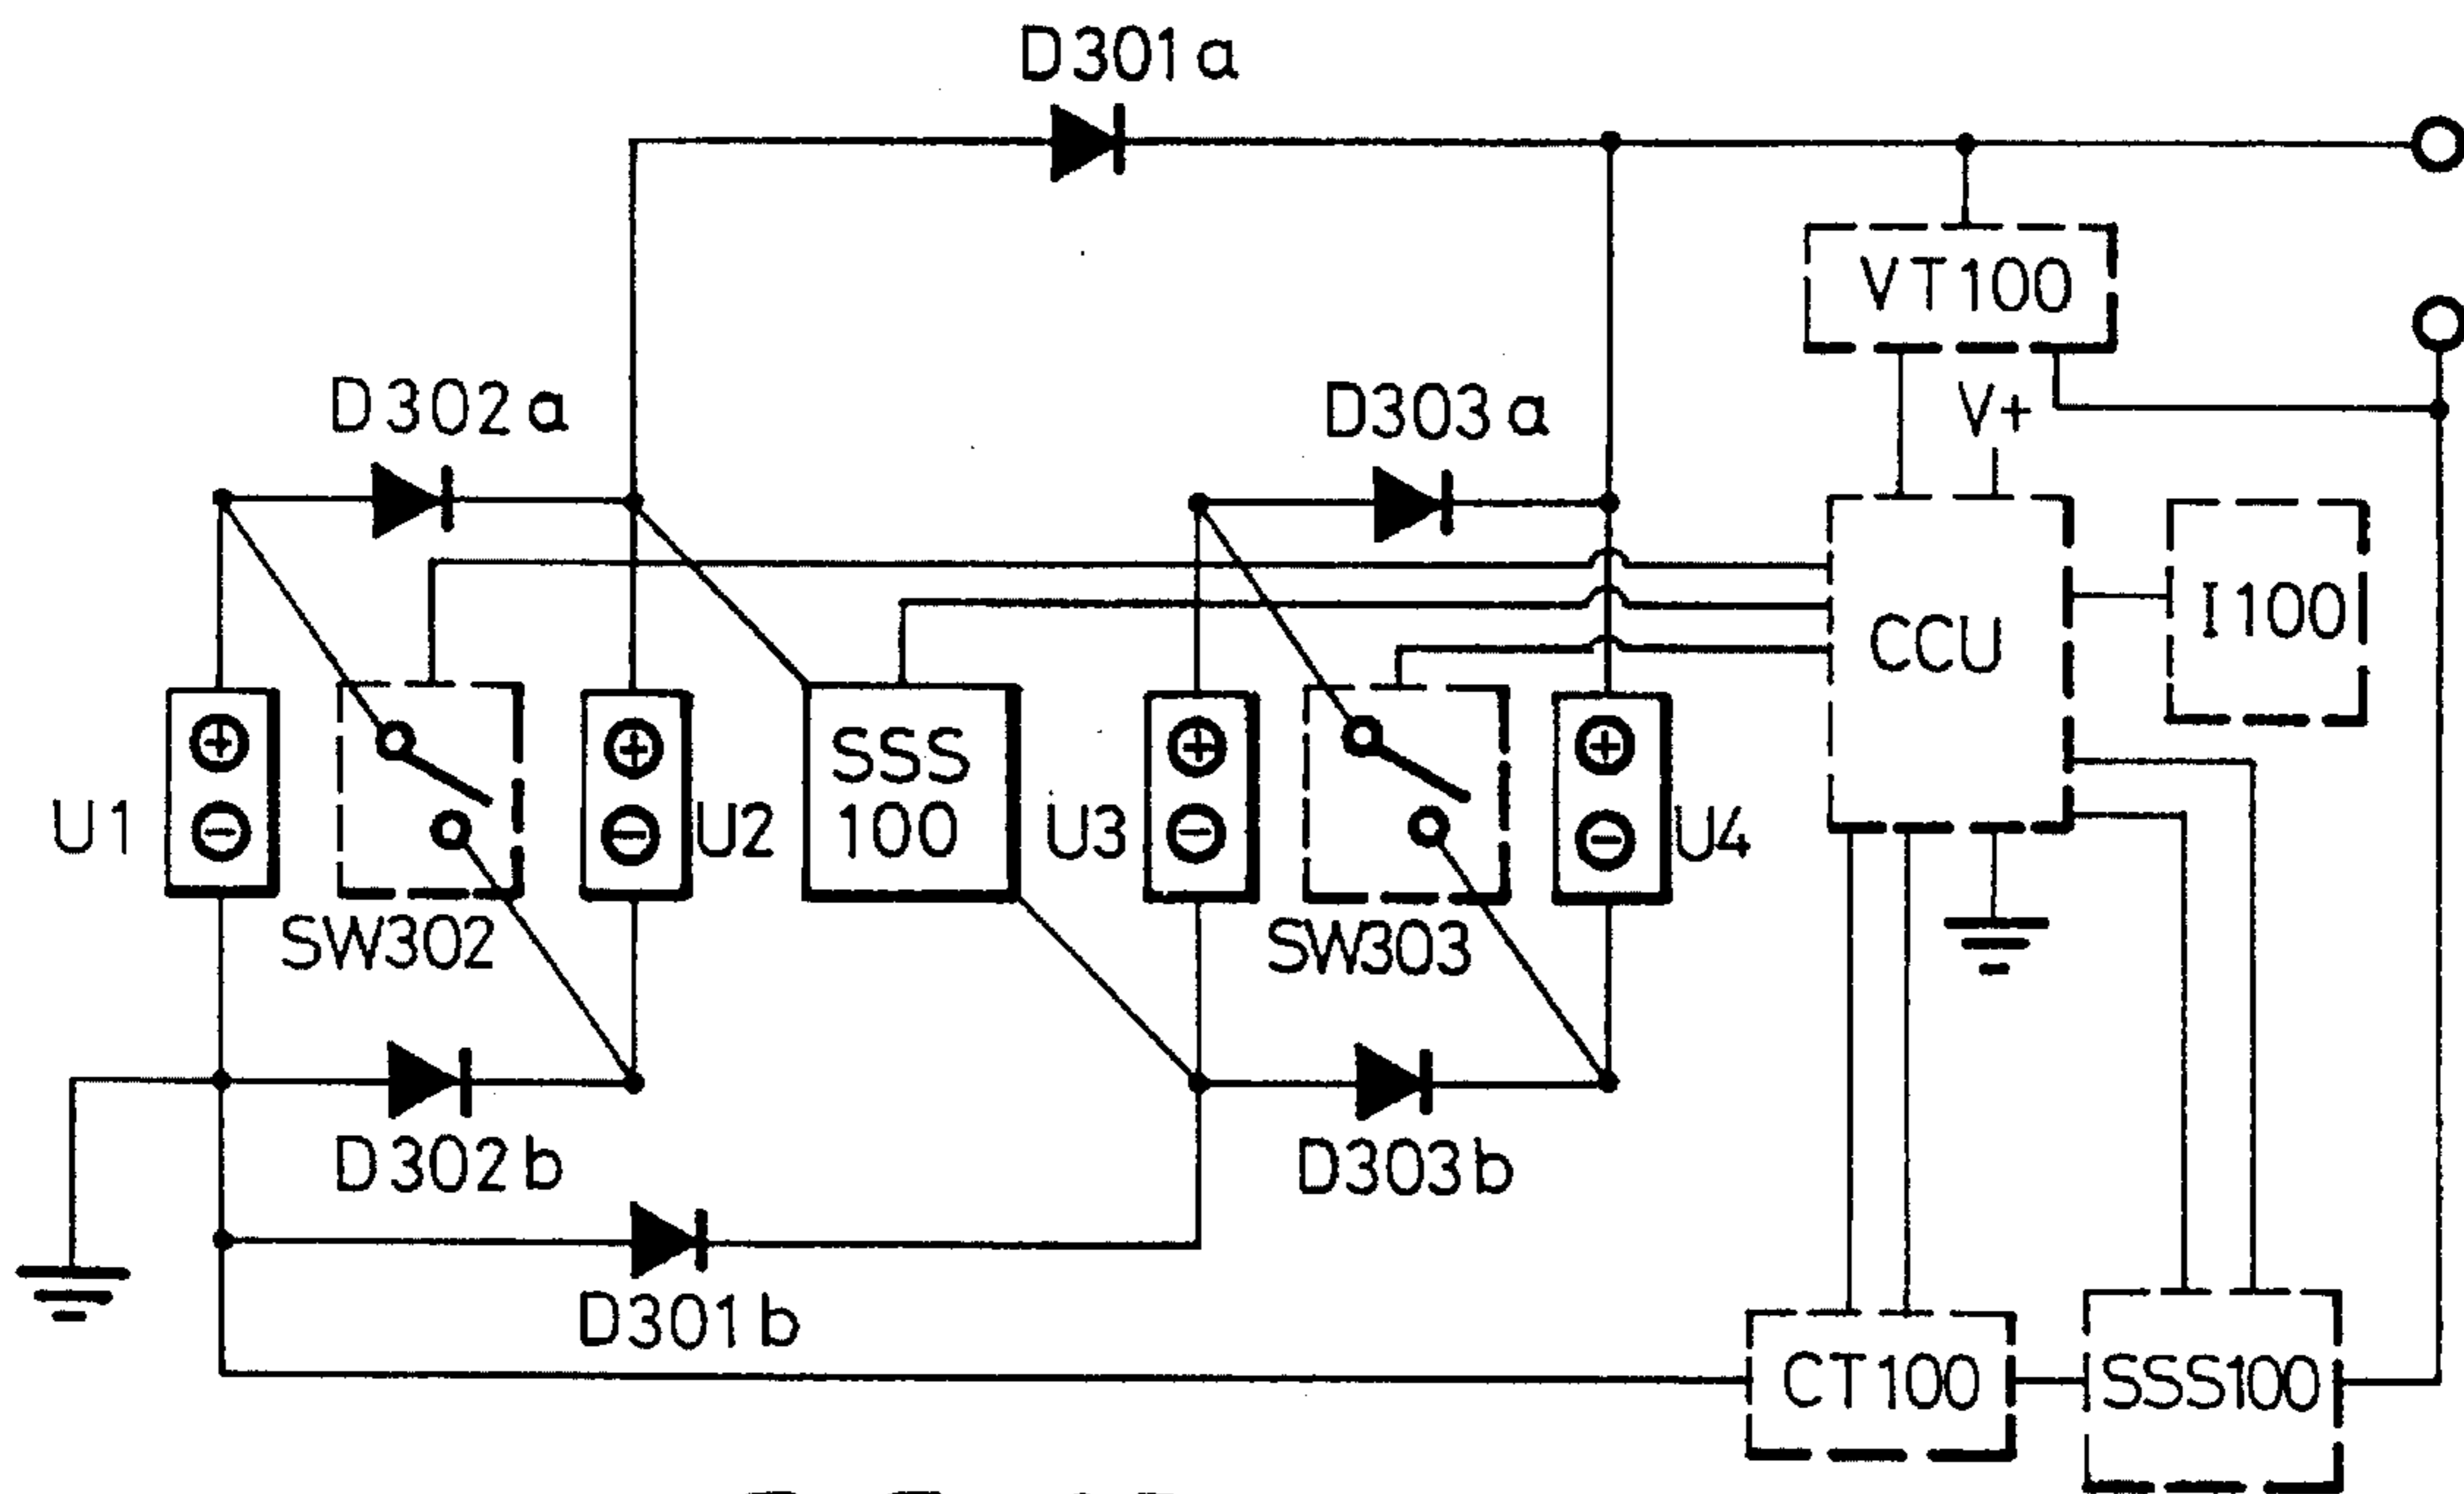 D301a
VT100
V+
D302a
D303a
CCU
I100
U1
U2
SSS
100
U3
U4
SW302
SW303
D302b
D303b
D301b
CT100
SSS100